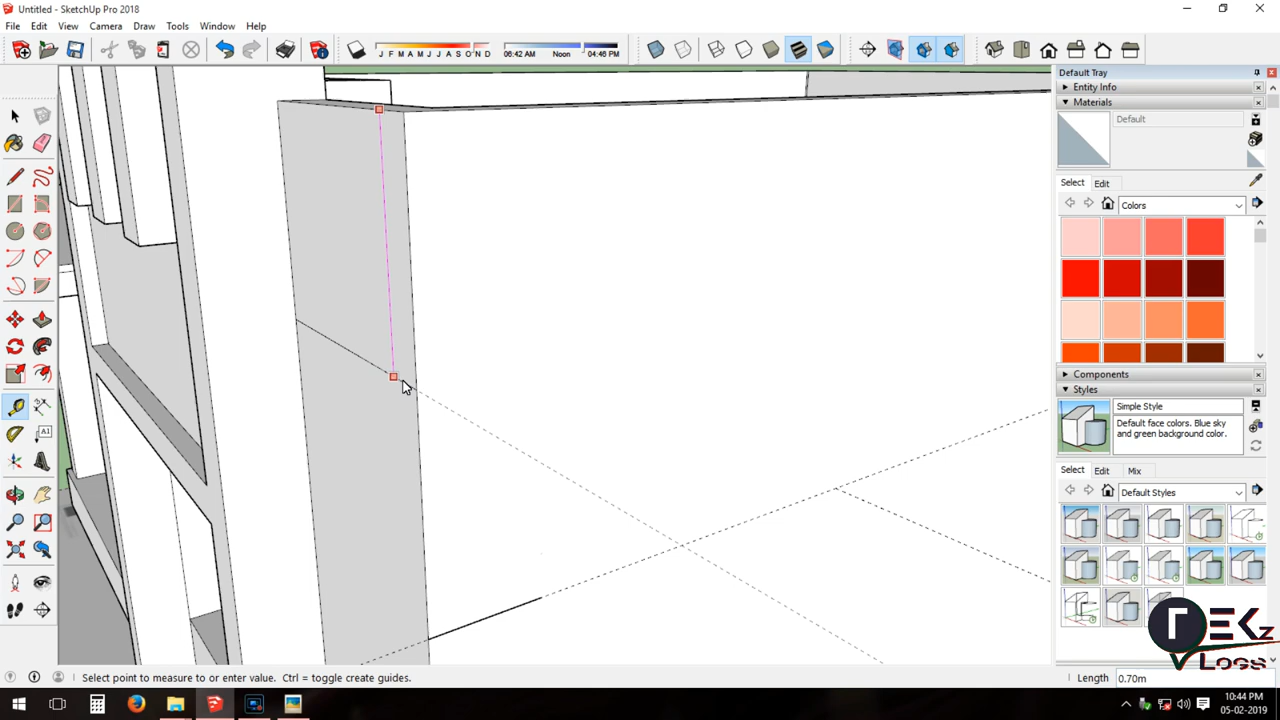 Untitled - SketchUp Pro 2018
File Edit View Camera Draw Tools Window Help
J F M A M J J A S O N D
06:42 AM Noon 04:46 PM
Default Tray
Entity Info
Materials
Default
Select Edit
Colors
Components
Styles
Simple Style
Default face colors. Blue sky and green background color.
Select Edit Mix
Default Styles
A1
TEKz
VLogs
Select point to measure to or enter value. Ctrl = toggle create guides.
Length 0.70m
10:44 PM
05-02-2019